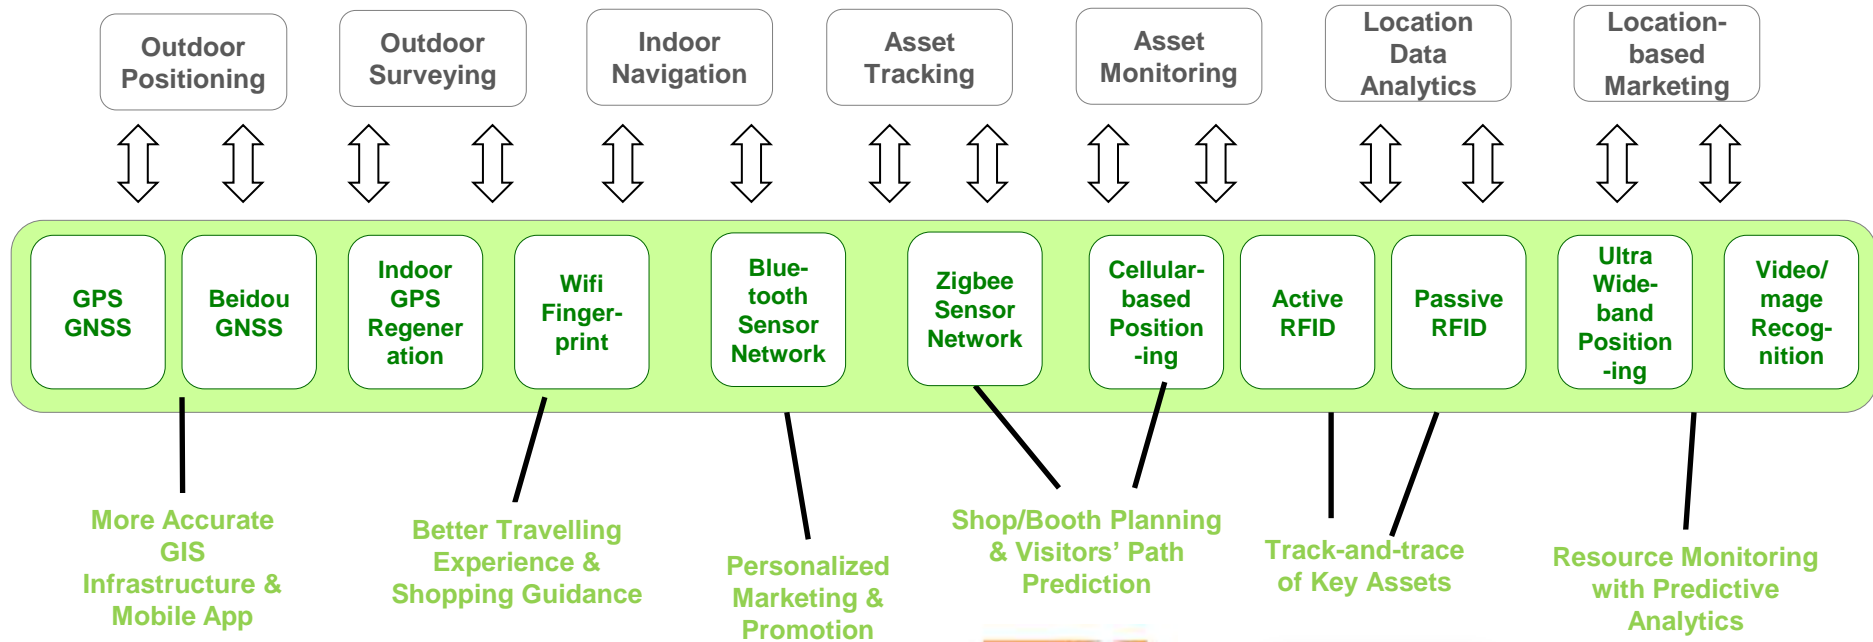 Outdoor
Positioning
Outdoor
Surveying
Indoor
Navigation
Asset
Tracking
Asset
Monitoring
Location
Data
Analytics
Location-
based
Marketing
GPS
GNSS
Beidou
GNSS
Indoor
GPS
Regener
ation
Wifi
Finger-
print
Blue-
tooth
Sensor
Network
Zigbee
Sensor
Network
Cellular-
based
Position
-ing
Active
RFID
Passive
RFID
Ultra
Wide-
band
Position
-ing
Video/
mage
Recog-
nition
More Accurate
GIS
Infrastructure &
Mobile App
Better Travelling
Experience &
Shopping Guidance
Personalized
Marketing &
Promotion
Shop/Booth Planning
& Visitors’ Path
Prediction
Track-and-trace
of Key Assets
Resource Monitoring
with Predictive
Analytics